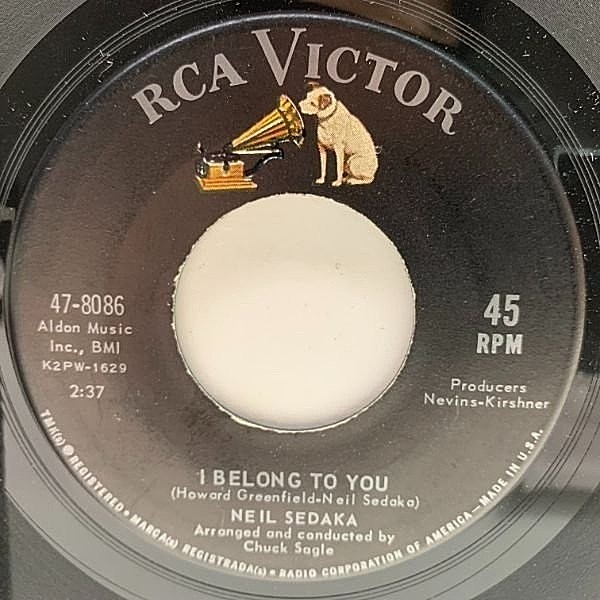 RCA VICTOR
47-8086
Aldon Music
Inc., BMI
K2PW-1629
2:37
45
RPM
Producers
Nevins-Kirshner
I BELONG TO YOU
(Howard Greenfield-Neil Sedaka)
NEIL SEDAKA
Arranged and conducted by
Chuck Sagle
TMK(s) ® REGISTERED • MARCA(s) REGISTRADA(s) • RADIO CORPORATION OF AMERICA—MADE IN U.S.A.